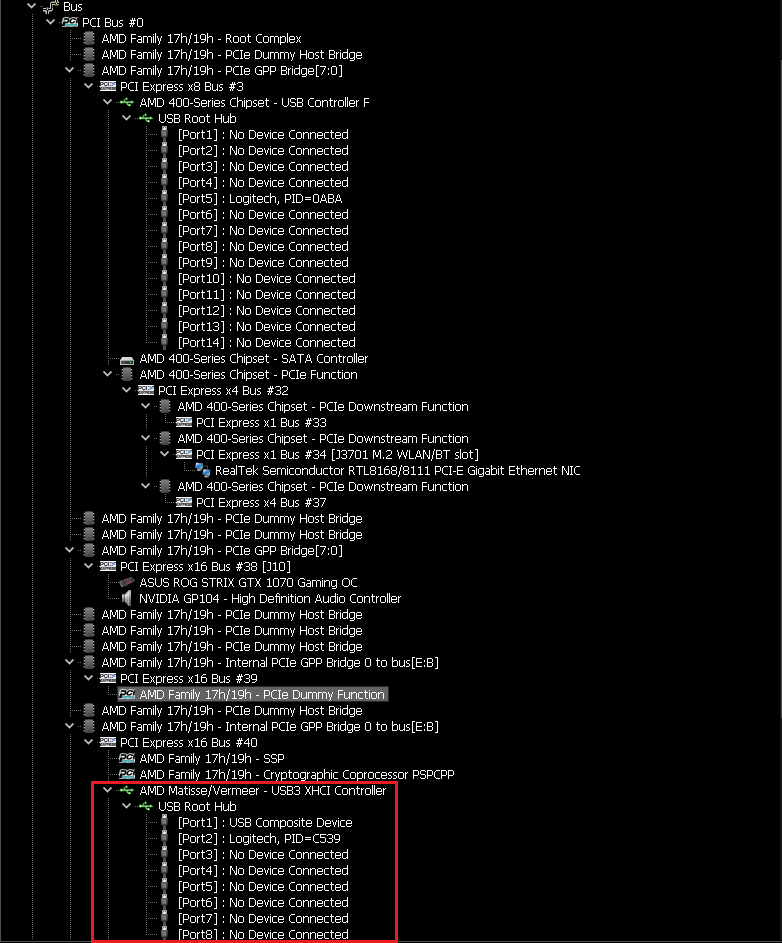 Bus
PCI Bus #0
AMD Family 17h/19h - Root Complex
AMD Family 17h/19h - PCIe Dummy Host Bridge
AMD Family 17h/19h - PCIe GPP Bridge[7:0]
PCI Express x8 Bus #3
AMD 400-Series Chipset - USB Controller F
USB Root Hub
[Port1] : No Device Connected
[Port2] : No Device Connected
[Port3] : No Device Connected
[Port4] : No Device Connected
[Port5] : Logitech, PID=0ABA
[Port6] : No Device Connected
[Port7] : No Device Connected
[Port8] : No Device Connected
[Port9] : No Device Connected
[Port10] : No Device Connected
[Port11] : No Device Connected
[Port12] : No Device Connected
[Port13] : No Device Connected
[Port14] : No Device Connected
AMD 400-Series Chipset - SATA Controller
AMD 400-Series Chipset - PCIe Function
PCI Express x4 Bus #32
AMD 400-Series Chipset - PCIe Downstream Function
PCI Express x1 Bus #33
AMD 400-Series Chipset - PCIe Downstream Function
PCI Express x1 Bus #34 [J3701 M.2 WLAN/BT slot]
RealTek Semiconductor RTL8168/8111 PCI-E Gigabit Ethernet NIC
AMD 400-Series Chipset - PCIe Downstream Function
PCI Express x4 Bus #37
AMD Family 17h/19h - PCIe Dummy Host Bridge
AMD Family 17h/19h - PCIe Dummy Host Bridge
AMD Family 17h/19h - PCIe GPP Bridge[7:0]
PCI Express x16 Bus #38 [J10]
ASUS ROG STRIX GTX 1070 Gaming OC
NVIDIA GP104 - High Definition Audio Controller
AMD Family 17h/19h - PCIe Dummy Host Bridge
AMD Family 17h/19h - PCIe Dummy Host Bridge
AMD Family 17h/19h - PCIe Dummy Host Bridge
AMD Family 17h/19h - Internal PCIe GPP Bridge 0 to bus[E:B]
PCI Express x16 Bus #39
AMD Family 17h/19h - PCIe Dummy Function
AMD Family 17h/19h - PCIe Dummy Host Bridge
AMD Family 17h/19h - Internal PCIe GPP Bridge 0 to bus[E:B]
PCI Express x16 Bus #40
AMD Family 17h/19h - SSP
AMD Family 17h/19h - Cryptographic Coprocessor PSPCPP
AMD Matisse/Vermeer - USB3 XHCI Controller
USB Root Hub
[Port1] : USB Composite Device
[Port2] : Logitech, PID=C539
[Port3] : No Device Connected
[Port4] : No Device Connected
[Port5] : No Device Connected
[Port6] : No Device Connected
[Port7] : No Device Connected
[Port8] : No Device Connected